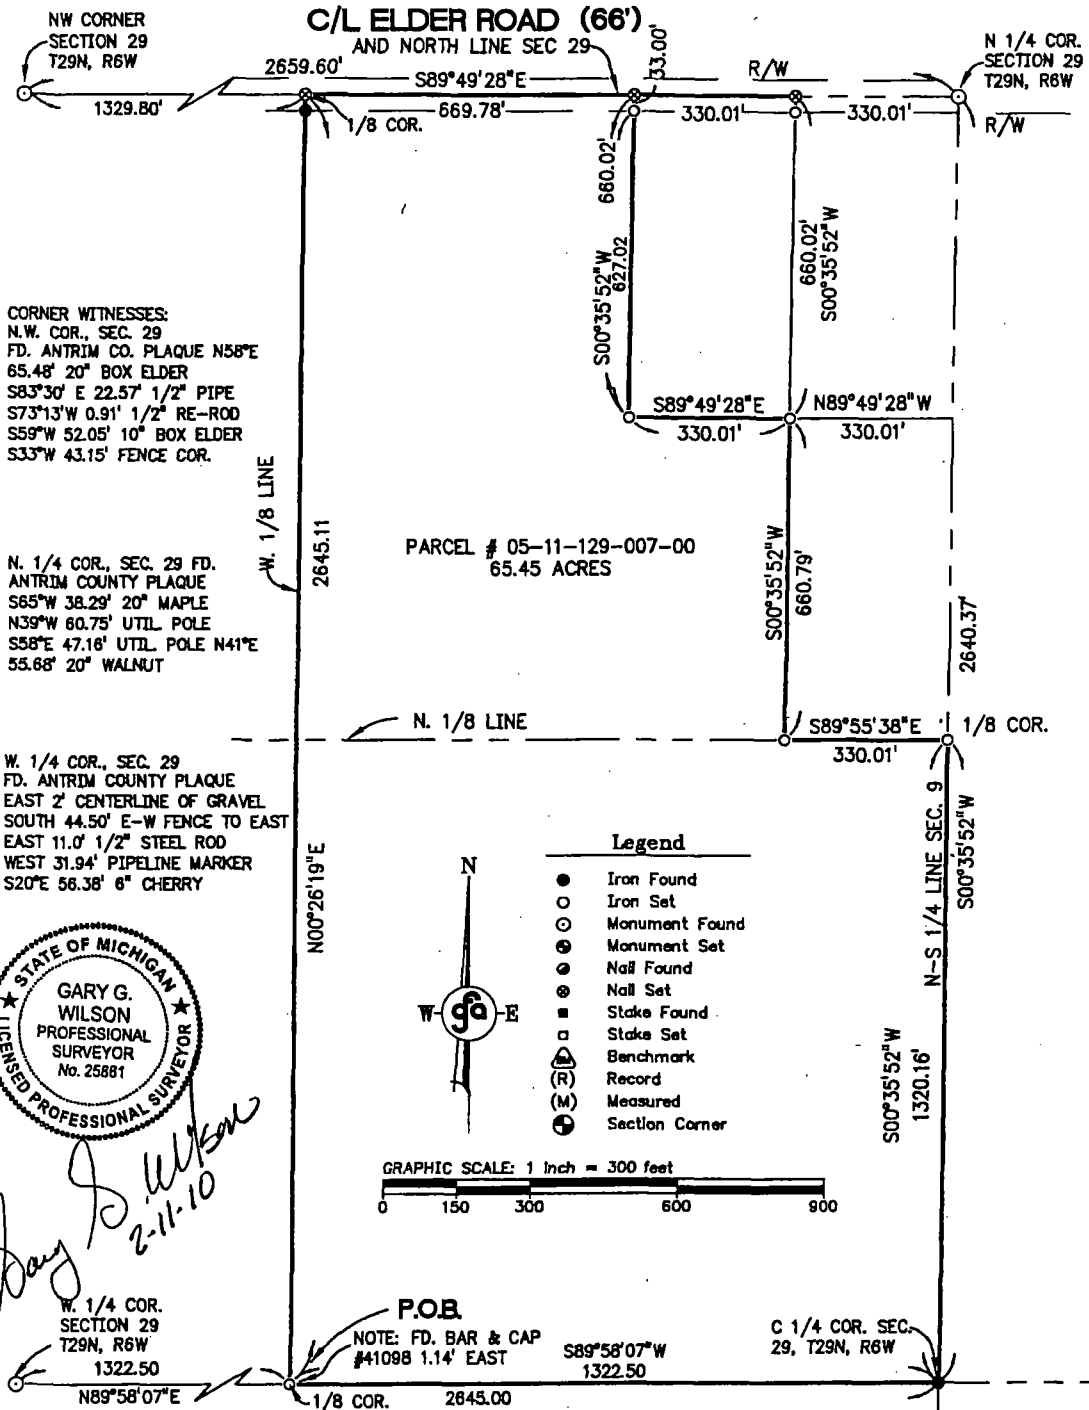 C/L ELDER ROAD (66')
AND NORTH LINE SEC 29
NW CORNER
SECTION 29
T29N, R6W
N 1/4 COR.
SECTION 29
T29N, R6W
2659.60'
S89°49'28"E
33.00'
R/W
1329.80'
1/8 COR.
669.78'
330.01'
330.01'
R/W
660.02'
S00°35'52"W
627.02
660.02'
S00°35'52"W
CORNER WITNESSES:
N.W. COR., SEC. 29
FD. ANTRIM CO. PLAQUE N58°E
65.48' 20" BOX ELDER
S83°30' E 22.57' 1/2" PIPE
S73°13'W 0.91' 1/2" RE-ROD
S59°W 52.05' 10" BOX ELDER
S33°W 43.15' FENCE COR.
S89°49'28"E
330.01'
N89°49'28"W
330.01'
W. 1/8 LINE
2645.11
PARCEL # 05-11-129-007-00
65.45 ACRES
S00°35'52"W
660.79'
2640.37'
N. 1/4 COR., SEC. 29 FD.
ANTRIM COUNTY PLAQUE
S65°W 38.29' 20" MAPLE
N39°W 60.75' UTIL. POLE
S58°E 47.16' UTIL. POLE N41°E
55.68' 20" WALNUT
N. 1/8 LINE
S89°55'38"E
330.01'
1/8 COR.
W. 1/4 COR., SEC. 29
FD. ANTRIM COUNTY PLAQUE
EAST 2' CENTERLINE OF GRAVEL
SOUTH 44.50' E-W FENCE TO EAST
EAST 11.0' 1/2" STEEL ROD
WEST 31.94' PIPELINE MARKER
S20°E 56.38' 6" CHERRY
N00°26'19"E
N-S 1/4 LINE SEC. 9
S00°35'52"W
S00°35'52"W
1320.16'
Legend
Iron Found
Iron Set
Monument Found
Monument Set
Nail Found
Nail Set
Stake Found
Stake Set
BM Benchmark
(R) Record
(M) Measured
Section Corner
N
W gfa E
STATE OF MICHIGAN
GARY G.
WILSON
PROFESSIONAL
SURVEYOR
No. 25881
LICENSED PROFESSIONAL SURVEYOR
Gary G. Wilson
2-11-10
GRAPHIC SCALE: 1 inch = 300 feet
0 150 300 600 900
P.O.B.
NOTE: FD. BAR & CAP
#41098 1.14' EAST
W. 1/4 COR.
SECTION 29
T29N, R6W
1322.50
N89°58'07"E
1/8 COR.
S89°58'07"W
1322.50
2645.00
C 1/4 COR. SEC.
29, T29N, R6W